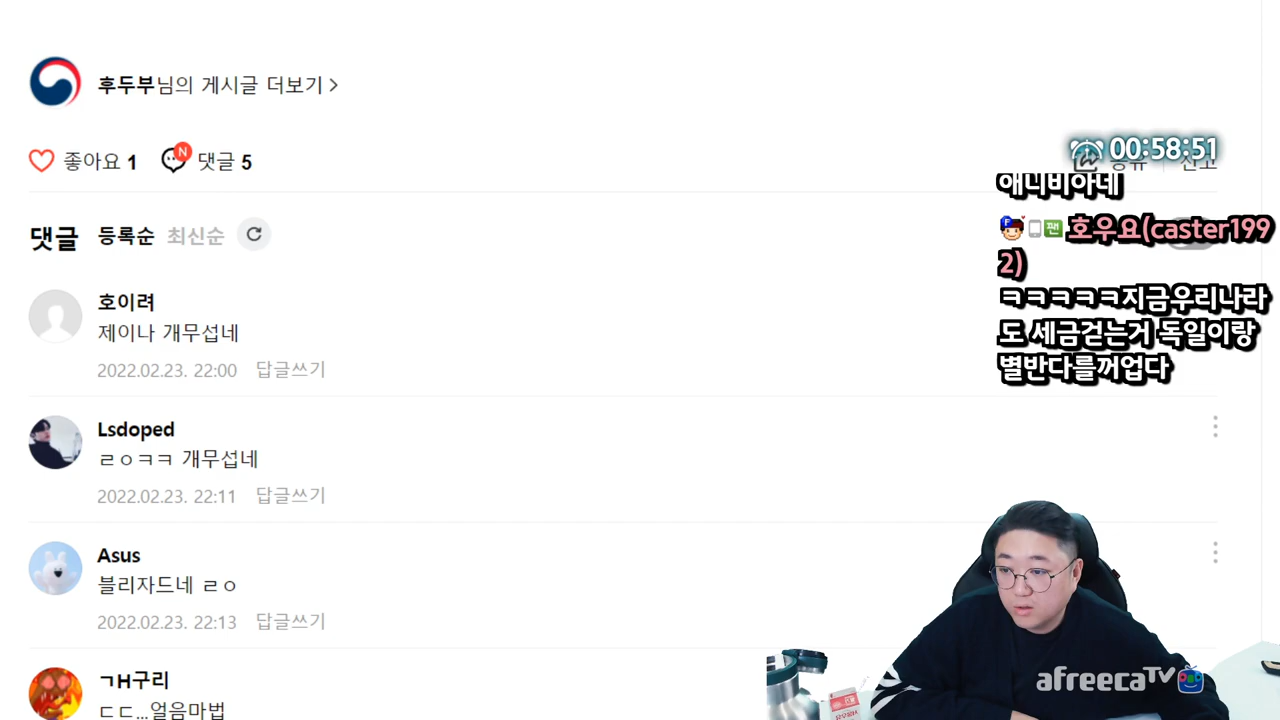 후두부님의 게시글 더보기 >
좋아요 1 N 댓글 5
00:58:51
공유 신고
애니비아네
댓글 등록순 최신순
F 팬 호우요(caster199
2)
ㅋㅋㅋㅋㅋ지금우리나라
도 세금걷는거 독일이랑
별반다를꺼업다
호이려
제이나 개무섭네
2022.02.23. 22:00 답글쓰기
Lsdoped
ㄹㅇㅋㅋ 개무섭네
2022.02.23. 22:11 답글쓰기
Asus
블리자드네 ㄹㅇ
2022.02.23. 22:13 답글쓰기
ㄱH구리
ㄷㄷ...얼음마법
afreecaTV